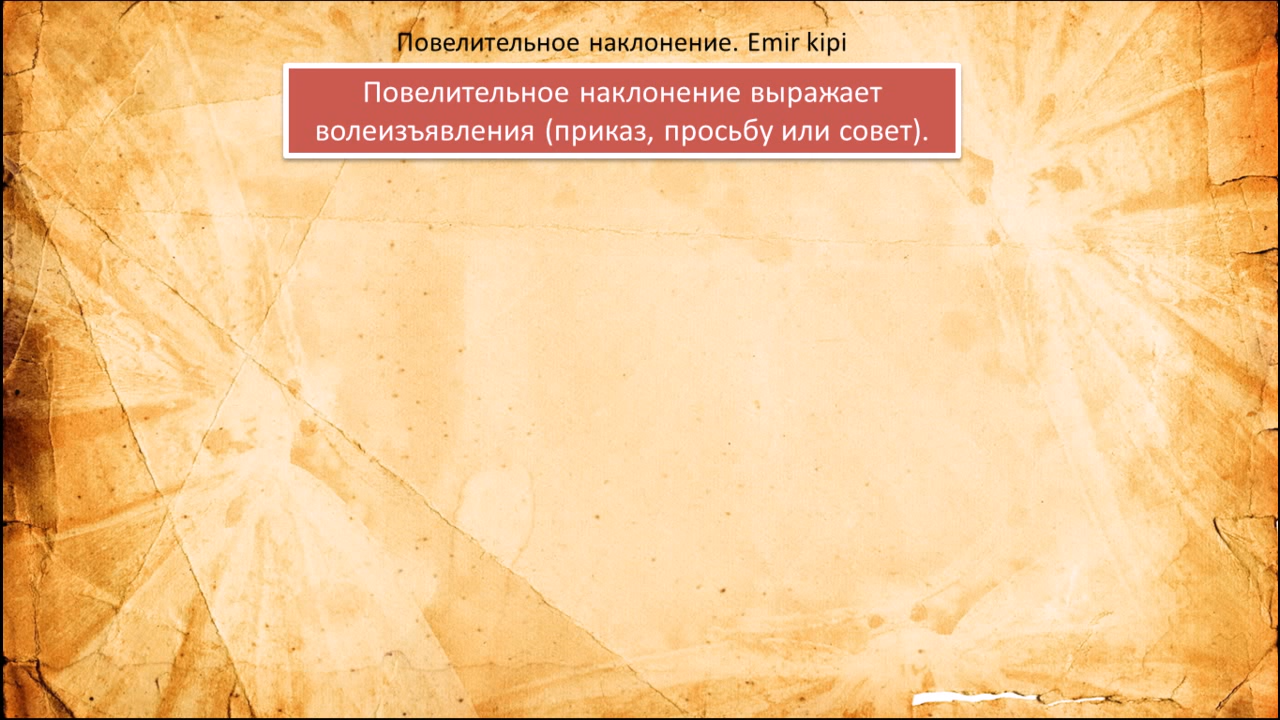 Повелительное наклонение. Emir kipi
Повелительное наклонение выражает
волеизъявления (приказ, просьбу или совет).